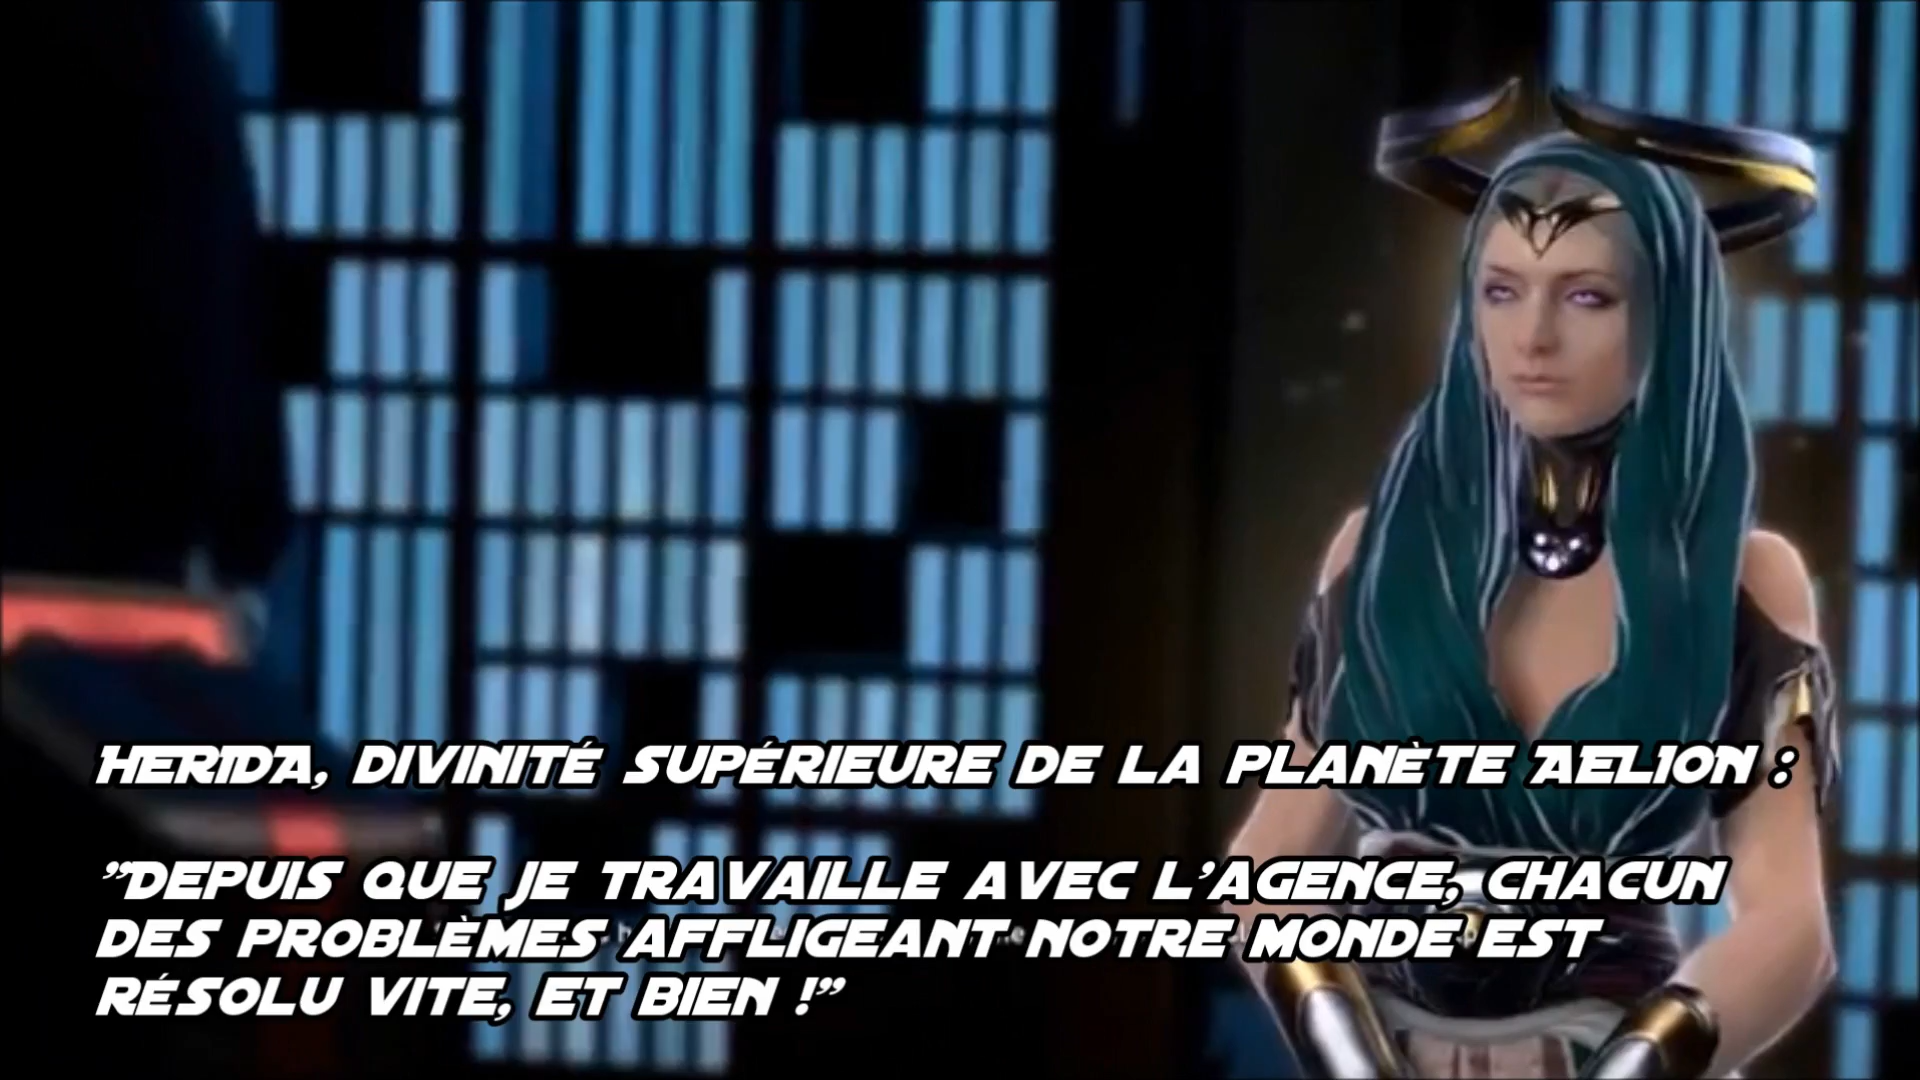 Herida, divinité supérieure de la planète Aelion :
"Depuis que je travaille avec l'agence, chacun
des problèmes affligeant notre monde est
résolu vite, et bien !"